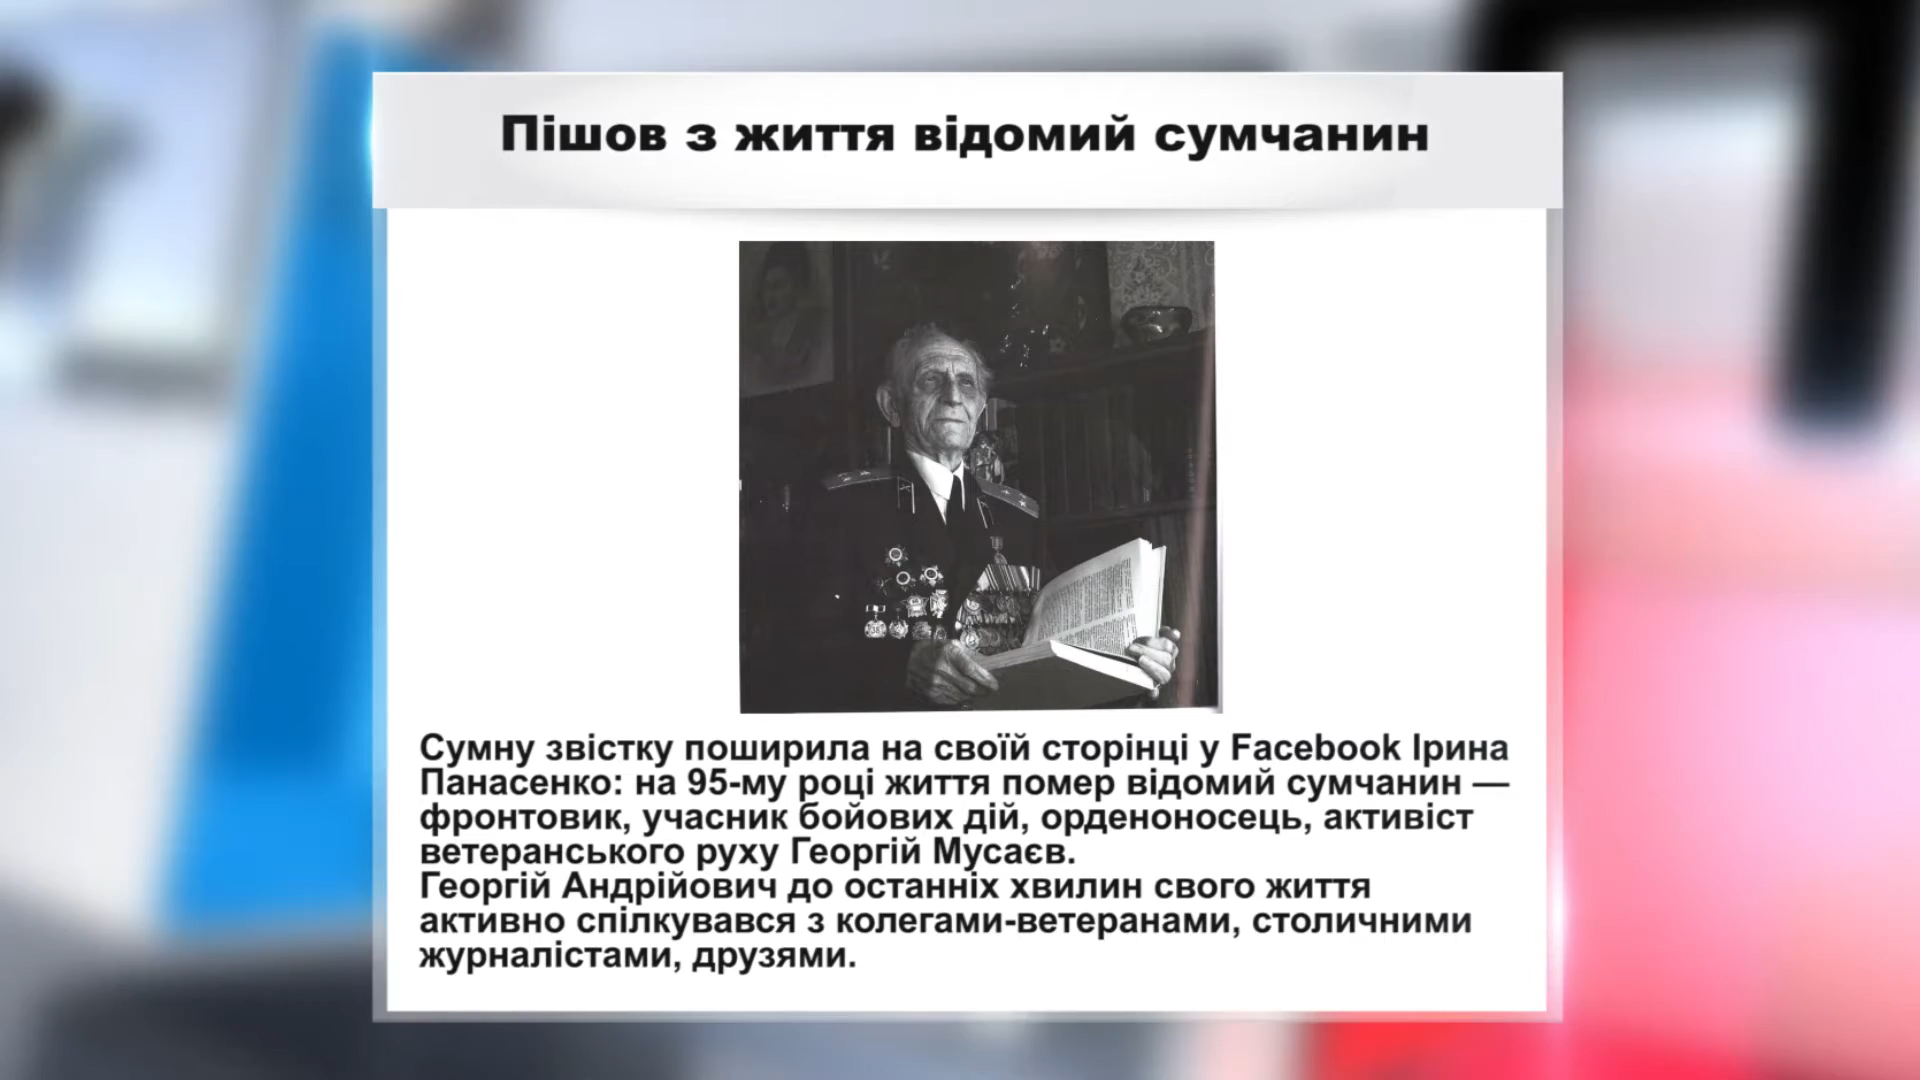 Пішов з життя відомий сумчанин
Сумну звістку поширила на своїй сторінці у Facebook Ірина
Панасенко: на 95-му році життя помер відомий сумчанин —
фронтовик, учасник бойових дій, орденоносець, активіст
ветеранського руху Георгій Мусаєв.
Георгій Андрійович до останніх хвилин свого життя
активно спілкувався з колегами-ветеранами, столичними
журналістами, друзями.